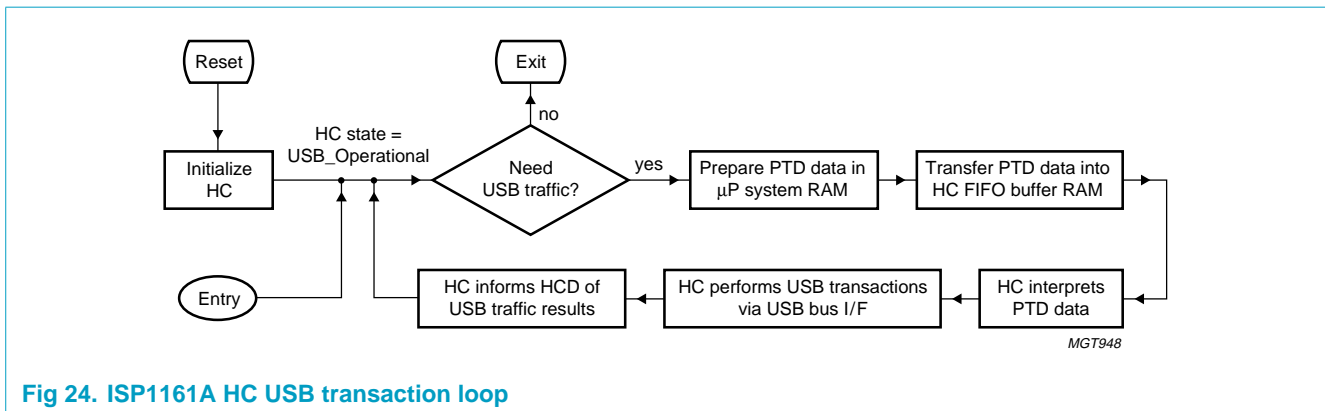 Reset
Exit
no
HC state =
USB_Operational
Initialize
HC
Need
USB traffic?
yes
Prepare PTD data in
μP system RAM
Transfer PTD data into
HC FIFO buffer RAM
Entry
HC informs HCD of
USB traffic results
HC performs USB transactions
via USB bus I/F
HC interprets
PTD data
MGT948
Fig 24. ISP1161A HC USB transaction loop